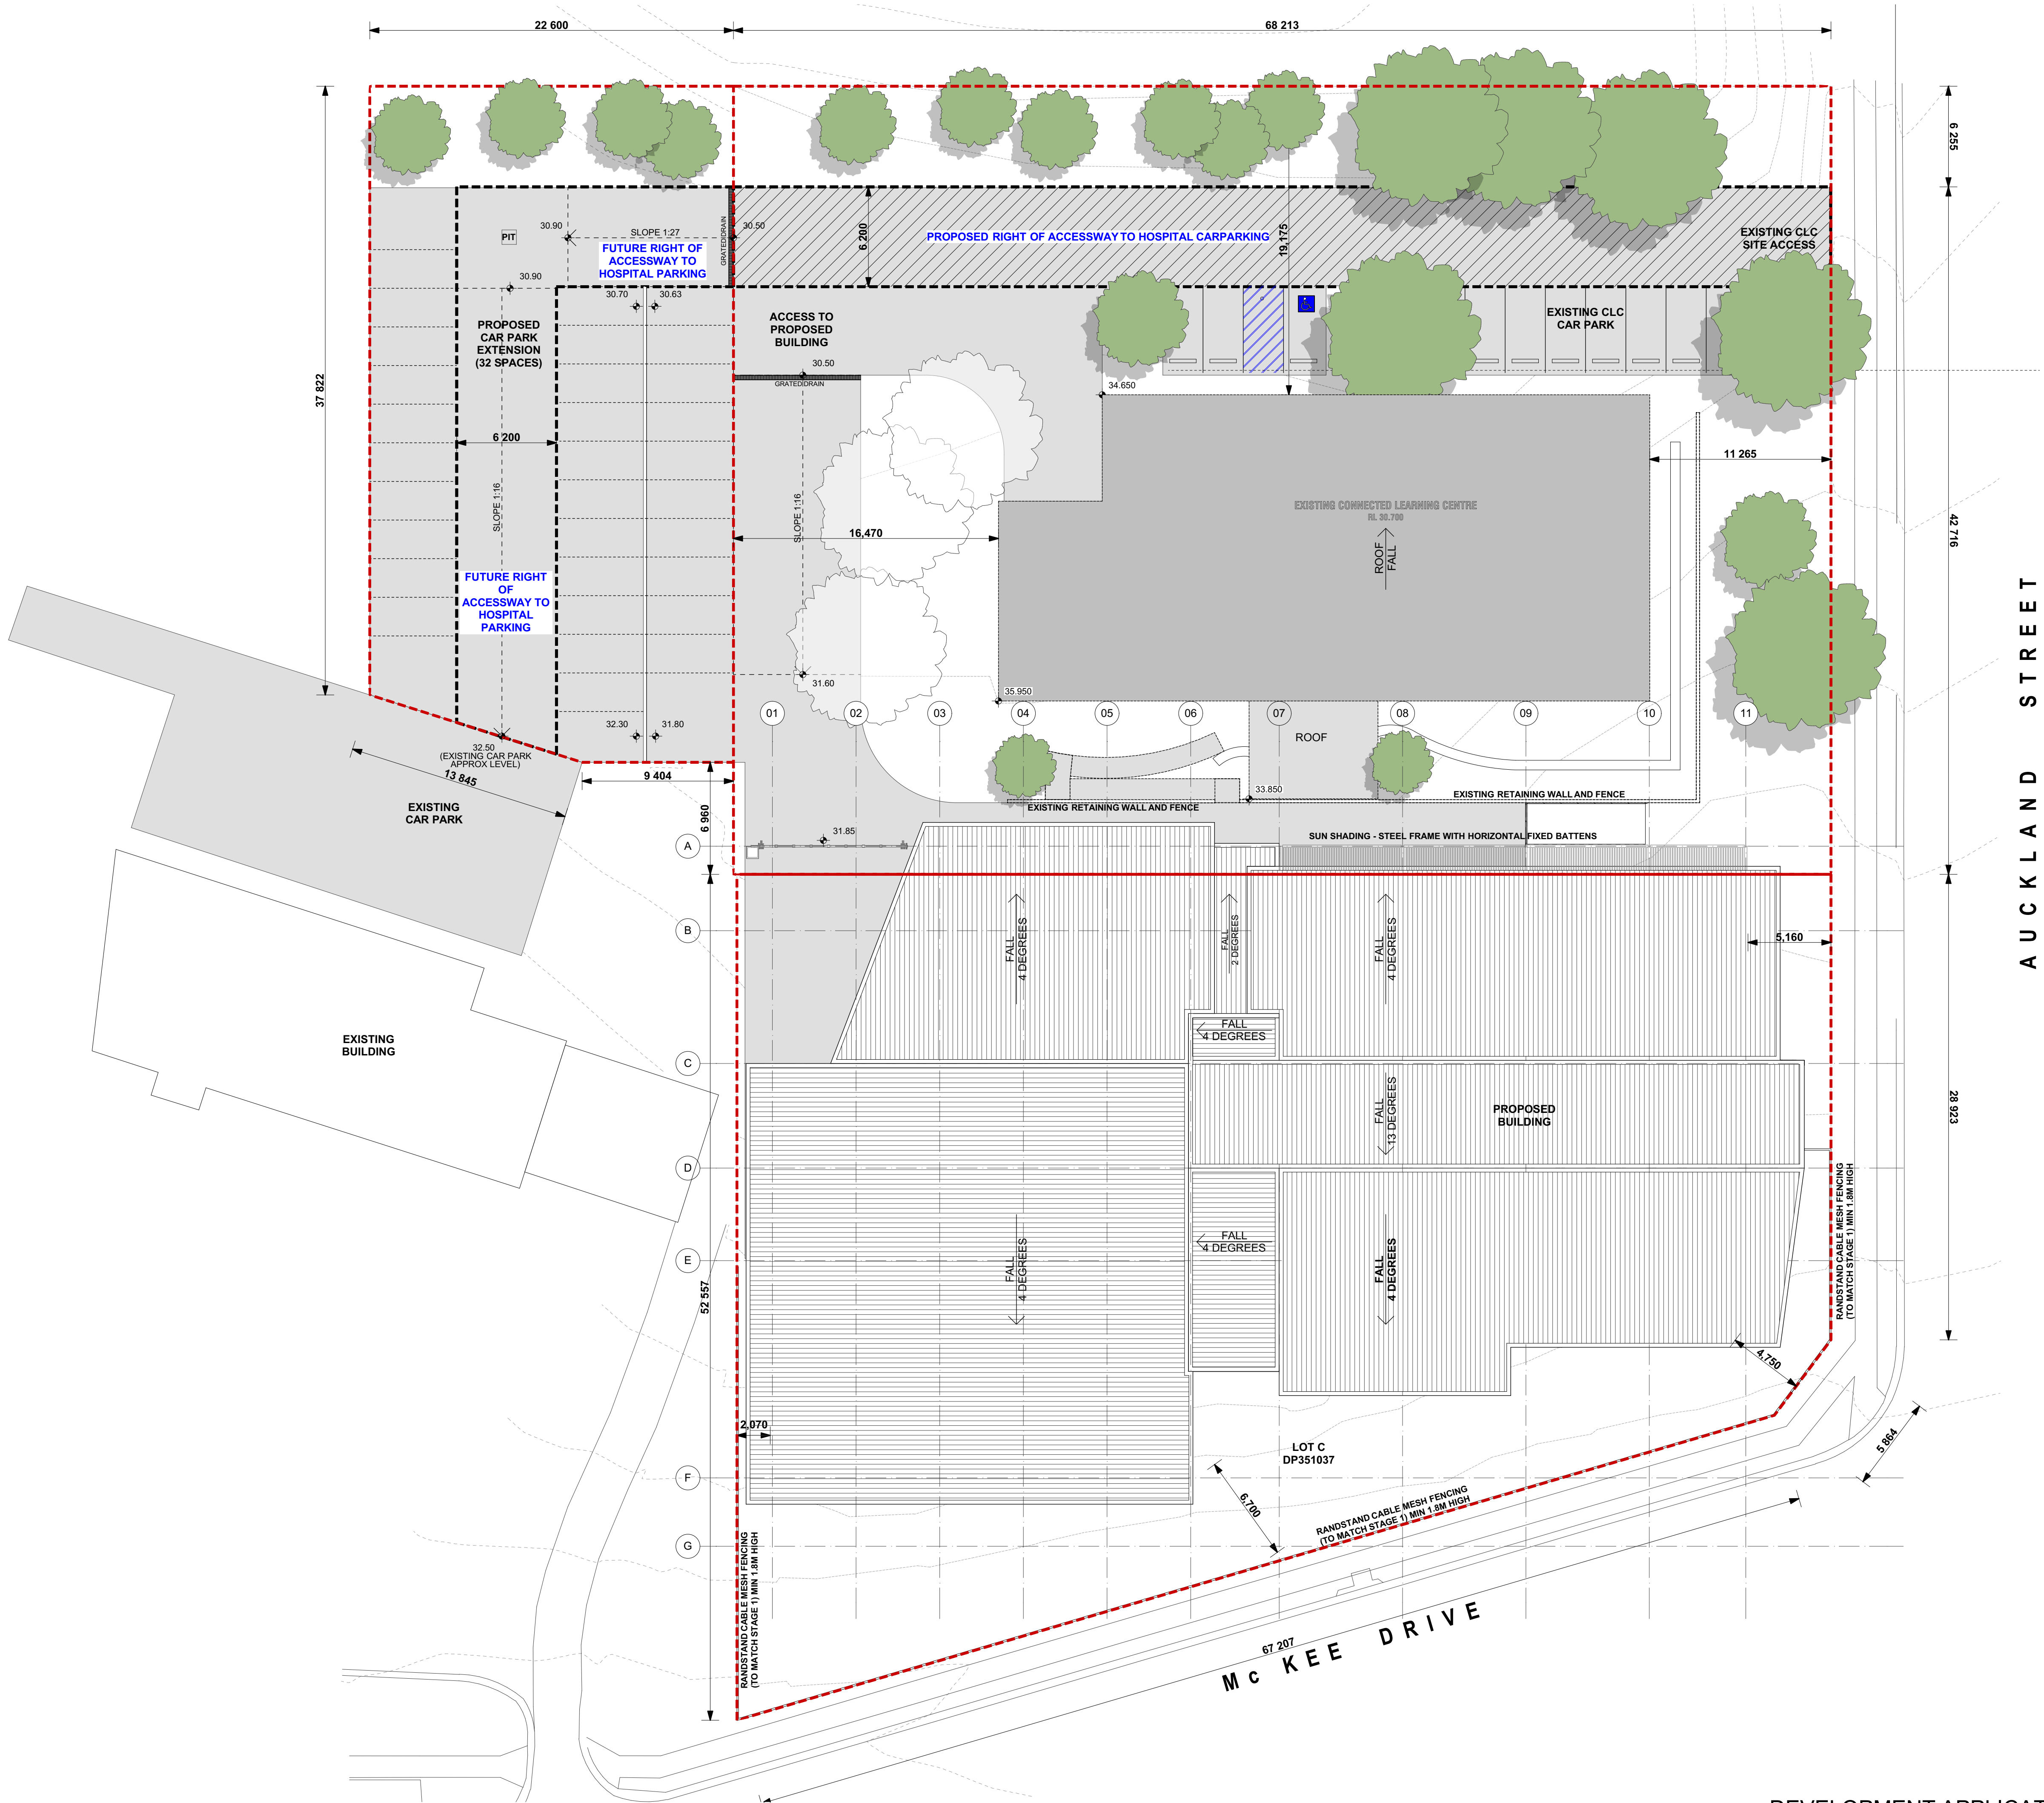 22 600
68 213
6 255
37 822
42 716
28 923
30.90
SLOPE 1:27
30.50
PIT
FUTURE RIGHT OF
ACCESSWAY TO
HOSPITAL PARKING
GRATED DRAIN
6 200
PROPOSED RIGHT OF ACCESSWAY TO HOSPITAL CARPARKING
19,175
EXISTING CLC
SITE ACCESS
30.90
30.70
30.63
PROPOSED
CAR PARK
EXTENSION
(32 SPACES)
ACCESS TO
PROPOSED
BUILDING
30.50
GRATED DRAIN
EXISTING CLC
CAR PARK
34.650
6 200
SLOPE 1:16
SLOPE 1:16
16,470
11 265
EXISTING CONNECTED LEARNING CENTRE
RL 30.700
ROOF
FALL
FUTURE RIGHT
OF
ACCESSWAY TO
HOSPITAL
PARKING
31.60
35.950
32.30
31.80
32.50
(EXISTING CAR PARK
APPROX LEVEL)
13 845
9 404
EXISTING
CAR PARK
6 960
01
02
03
04
05
06
07
08
09
10
11
ROOF
33.850
EXISTING RETAINING WALL AND FENCE
EXISTING RETAINING WALL AND FENCE
SUN SHADING - STEEL FRAME WITH HORIZONTAL FIXED BATTENS
31.85
A
B
C
D
E
F
G
FALL
4 DEGREES
FALL
2 DEGREES
FALL
4 DEGREES
5,160
EXISTING
BUILDING
FALL
4 DEGREES
FALL
13 DEGREES
PROPOSED
BUILDING
FALL
4 DEGREES
FALL
4 DEGREES
FALL
4 DEGREES
52 557
2,070
4,750
5 864
LOT C
DP351037
6,700
RANDSTAND CABLE MESH FENCING
(TO MATCH STAGE 1) MIN 1.8M HIGH
RANDSTAND CABLE MESH FENCING
(TO MATCH STAGE 1) MIN 1.8M HIGH
RANDSTAND CABLE MESH FENCING
(TO MATCH STAGE 1) MIN 1.8M HIGH
67 207
Mc KEE DRIVE
AUCKLAND STREET
DEVELOPMENT APPLICAT